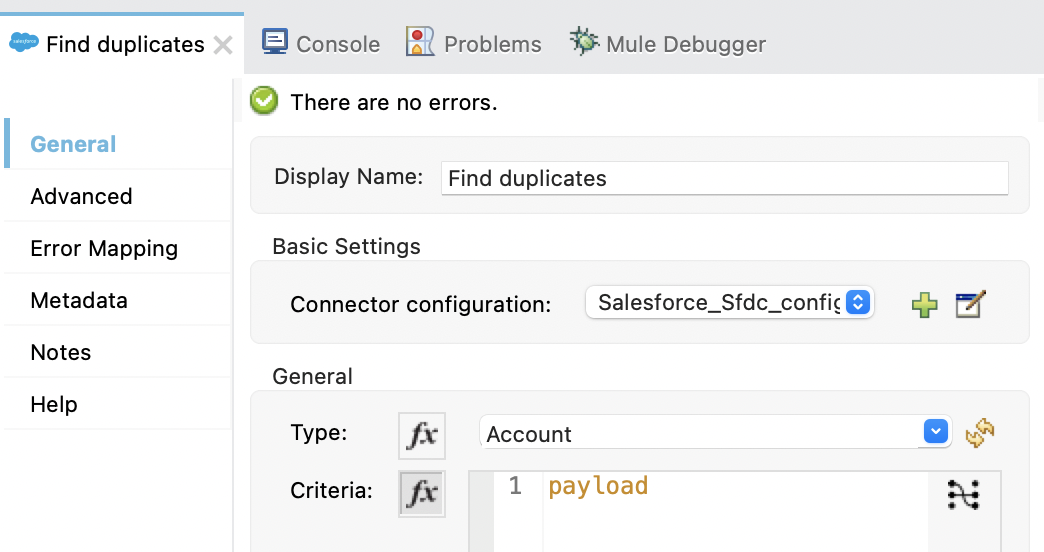 Find duplicates Console Problems Mule Debugger
There are no errors.
General
Advanced
Error Mapping
Metadata
Notes
Help
Display Name: Find duplicates
Basic Settings
Connector configuration: Salesforce_Sfdc_config
General
Type: fx Account
Criteria: fx 1 payload